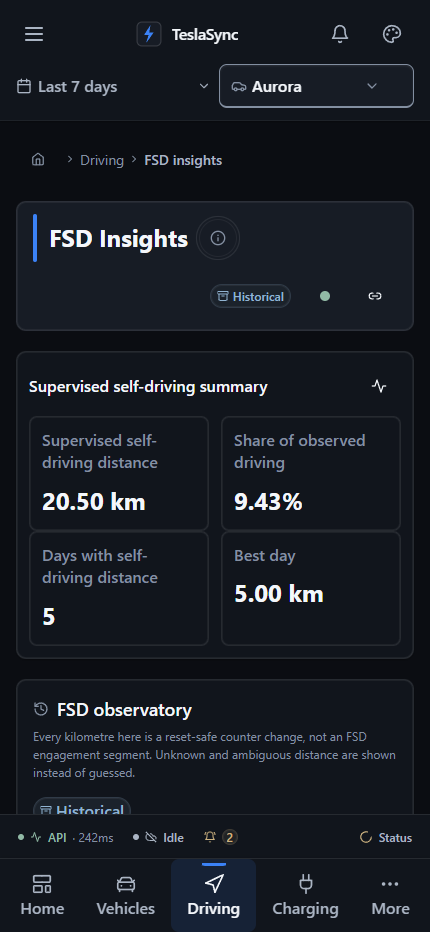 TeslaSync
Last 7 days
Aurora
Driving
FSD insights
FSD Insights
Historical
Supervised self-driving summary
Supervised self-
driving distance
20.50 km
Share of observed
driving
9.43%
Days with self-
driving distance
5
Best day
5.00 km
FSD observatory
Every kilometre here is a reset-safe counter change, not an FSD
engagement segment. Unknown and ambiguous distance are shown
instead of guessed.
Historical
API · 242ms
Idle
2
Status
Home
Vehicles
Driving
Charging
More